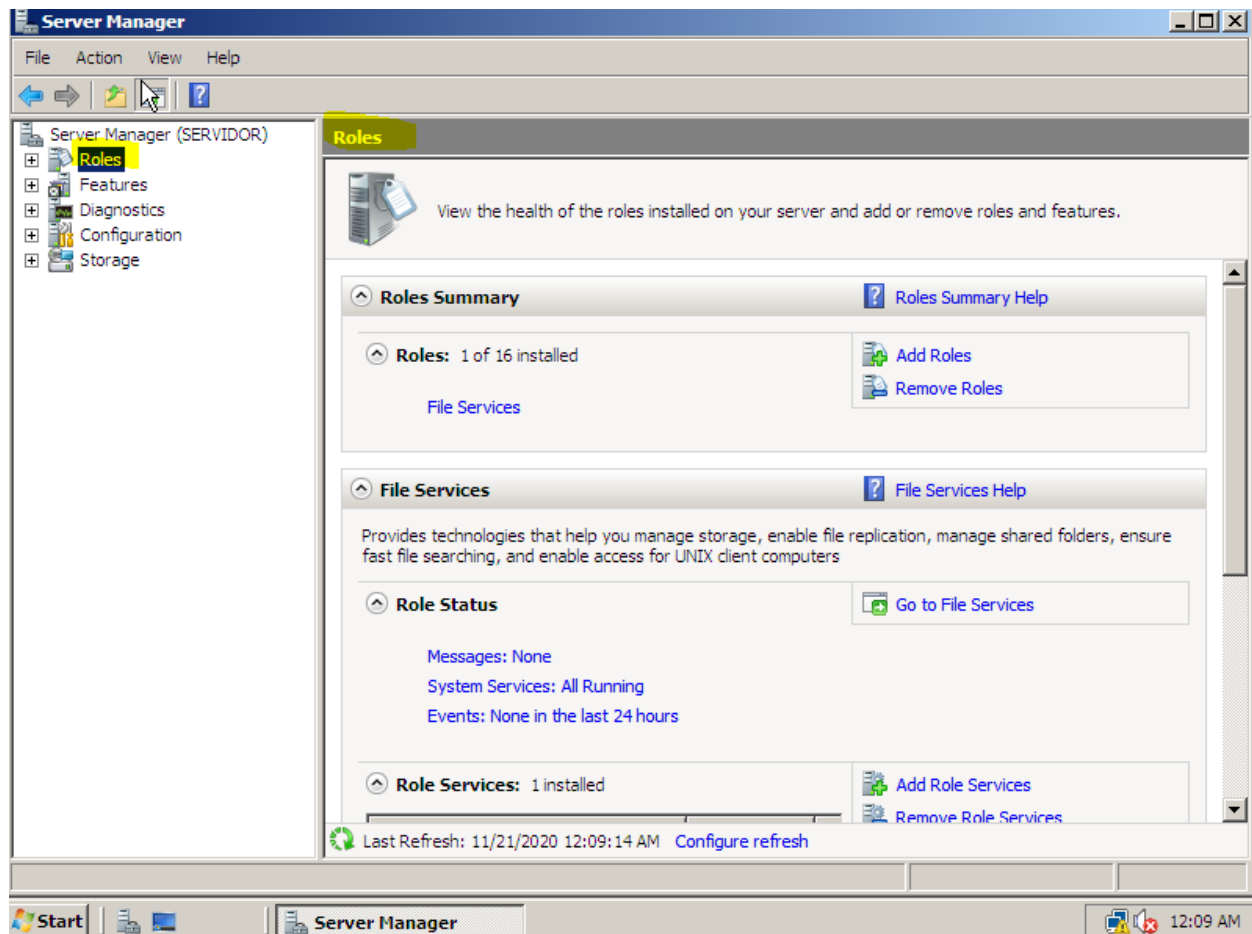 Server Manager
File Action View Help
Server Manager (SERVIDOR)
Roles
Features
Diagnostics
Configuration
Storage
Roles
View the health of the roles installed on your server and add or remove roles and features.
Roles Summary
Roles Summary Help
Roles: 1 of 16 installed
Add Roles
Remove Roles
File Services
File Services
File Services Help
Provides technologies that help you manage storage, enable file replication, manage shared folders, ensure
fast file searching, and enable access for UNIX client computers
Role Status
Go to File Services
Messages: None
System Services: All Running
Events: None in the last 24 hours
Role Services: 1 installed
Add Role Services
Remove Role Services
Last Refresh: 11/21/2020 12:09:14 AM Configure refresh
Start
Server Manager
12:09 AM